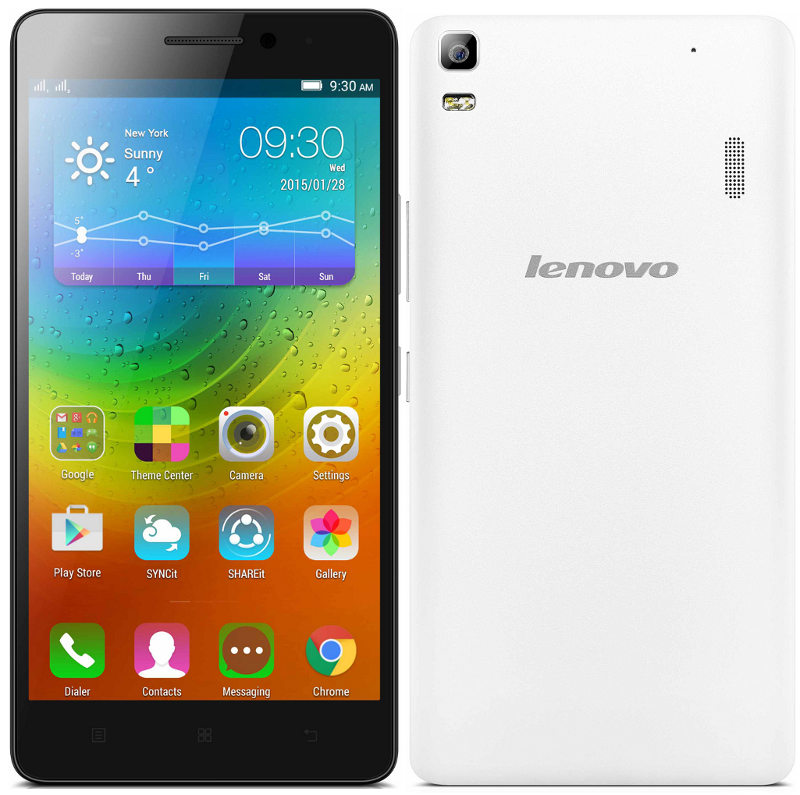 9:30 AM
New York
Sunny
4 °
09:30
Wed
2015/01/28
5°
-3°
Today Thu Fri Sat Sun
Google Theme Center Camera Settings
Play Store SYNCit SHAREit Gallery
Dialer Contacts Messaging Chrome
lenovo